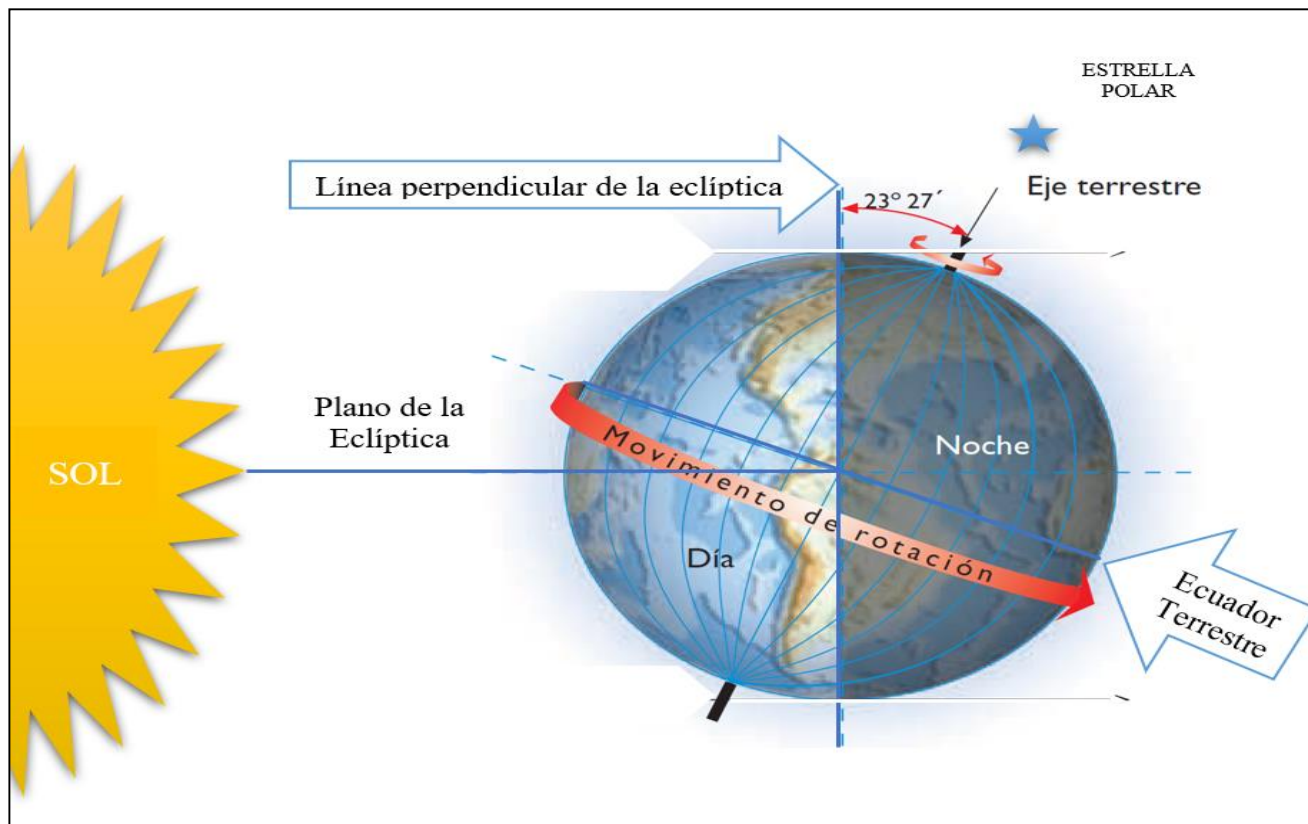 ESTRELLA
POLAR
Línea perpendicular de la eclíptica
23° 27´
Eje terrestre
Plano de la
Eclíptica
SOL
Noche
Movimiento de rotación
Día
Ecuador
Terrestre